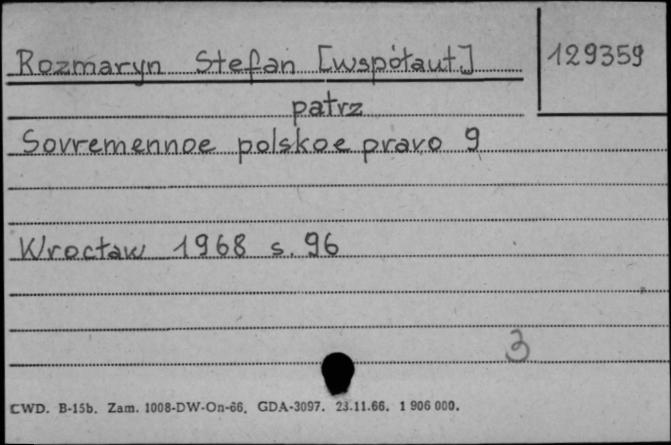 Rozmaryn Stefan [współaut.] 129359
patrz
Sovremennoe polskoe pravo 9
Wrocław 1968 s. 96
3
CWD. B-15b. Zam. 1008-DW-On-66. GDA-3097. 23.11.66. 1 906 000.